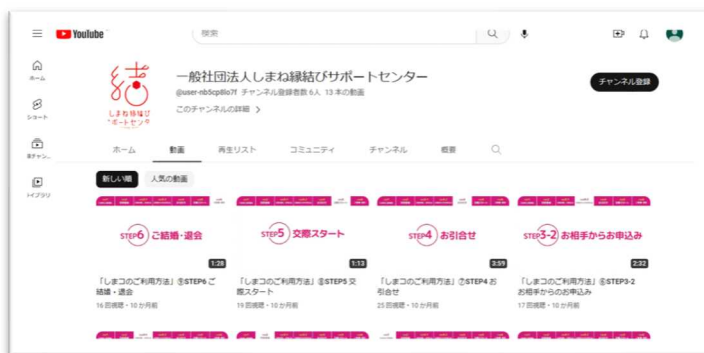 YouTube
検索
ホーム
ショート
ライブラリ
結
しまね縁結び
サポートセンター
一般社団法人しまね縁結びサポートセンター
@user-nb5cp8lo7f チャンネル登録者数 6人 13 本の動画
このチャンネルの詳細 >
チャンネル登録
ホーム 動画 再生リスト コミュニティ チャンネル 概要
新しい順 人気の動画
STEP6 ご結婚・退会
1:28
「しまコのご利用方法」⑨STEP6 ご
結婚・退会
16 回視聴・10 か月前
STEP5 交際スタート
1:13
「しまコのご利用方法」⑧STEP5 交
際スタート
19 回視聴・10 か月前
STEP4 お引合せ
3:59
「しまコのご利用方法」⑦STEP4 お
引合せ
25 回視聴・10 か月前
STEP3-2 お相手からお申込み
2:32
「しまコのご利用方法」⑥STEP3-2
お相手からのお申込み
17 回視聴・10 か月前